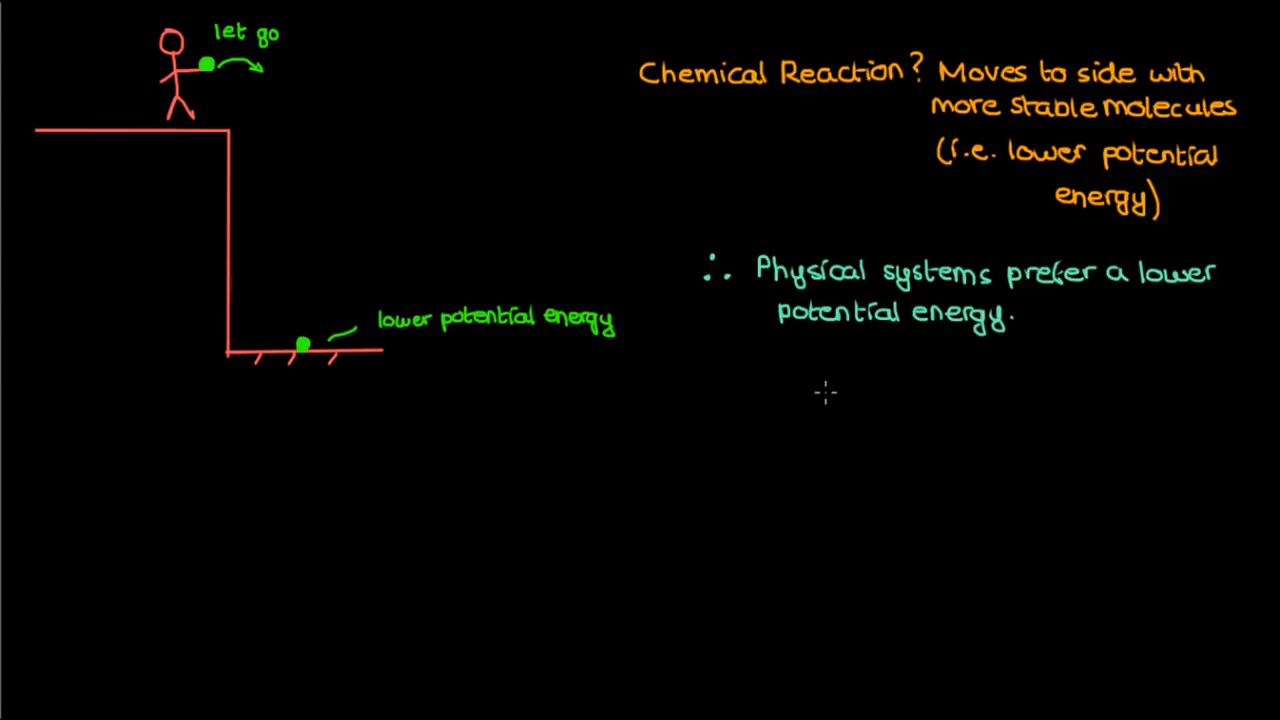 let go
Chemical Reaction? Moves to side with
more stable molecules
(i.e. lower potential
energy)
∴ Physical systems prefer a lower
potential energy.
lower potential energy